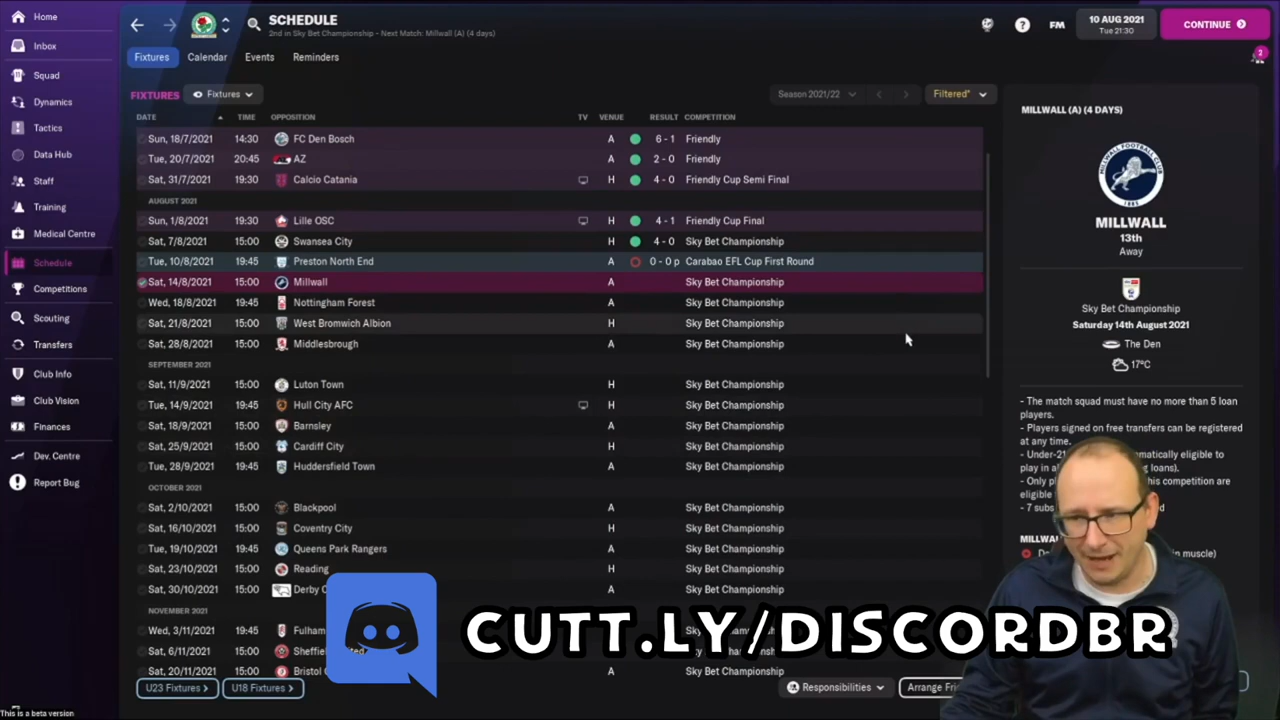 Home
Inbox
Squad
Dynamics
Tactics
Data Hub
Staff
Training
Medical Centre
Schedule
Competitions
Scouting
Transfers
Club Info
Club Vision
Finances
Dev. Centre
Report Bug
This is a beta version
SCHEDULE
2nd in Sky Bet Championship - Next Match: Millwall (A) (4 days)
FM
10 AUG 2021
Tue 21:30
CONTINUE
2
Fixtures Calendar Events Reminders
FIXTURES Fixtures Season 2021/22 Filtered*
DATE TIME OPPOSITION TV VENUE RESULT COMPETITION
Sun, 18/7/2021 14:30 FC Den Bosch A 6 - 1 Friendly
Tue, 20/7/2021 20:45 AZ A 2 - 0 Friendly
Sat, 31/7/2021 19:30 Calcio Catania H 4 - 0 Friendly Cup Semi Final
AUGUST 2021
Sun, 1/8/2021 19:30 Lille OSC H 4 - 1 Friendly Cup Final
Sat, 7/8/2021 15:00 Swansea City H 4 - 0 Sky Bet Championship
Tue, 10/8/2021 19:45 Preston North End A 0 - 0 p Carabao EFL Cup First Round
Sat, 14/8/2021 15:00 Millwall A Sky Bet Championship
Wed, 18/8/2021 19:45 Nottingham Forest A Sky Bet Championship
Sat, 21/8/2021 15:00 West Bromwich Albion H Sky Bet Championship
Sat, 28/8/2021 15:00 Middlesbrough A Sky Bet Championship
SEPTEMBER 2021
Sat, 11/9/2021 15:00 Luton Town H Sky Bet Championship
Tue, 14/9/2021 19:45 Hull City AFC H Sky Bet Championship
Sat, 18/9/2021 15:00 Barnsley A Sky Bet Championship
Sat, 25/9/2021 15:00 Cardiff City H Sky Bet Championship
Tue, 28/9/2021 19:45 Huddersfield Town A Sky Bet Championship
OCTOBER 2021
Sat, 2/10/2021 15:00 Blackpool A Sky Bet Championship
Sat, 16/10/2021 15:00 Coventry City H Sky Bet Championship
Tue, 19/10/2021 19:45 Queens Park Rangers A Sky Bet Championship
Sat, 23/10/2021 15:00 Reading H Sky Bet Championship
Sat, 30/10/2021 15:00 Derby A Sky Bet Championship
NOVEMBER 2021
Wed, 3/11/2021 19:45 Fulham
Sat, 6/11/2021 15:00
Sat, 20/11/2021 15:00 Bristol
U23 Fixtures U18 Fixtures Responsibilities Arrange
MILLWALL (A) (4 DAYS)
MILLWALL FOOTBALL CLUB
1885
MILLWALL
13th
Away
Sky Bet Championship
Saturday 14th August 2021
The Den
17°C
- The match squad must have no more than 5 loan
players.
- Players signed on free transfers can be registered
at any time.
CUTT.LY/DISCORDBR